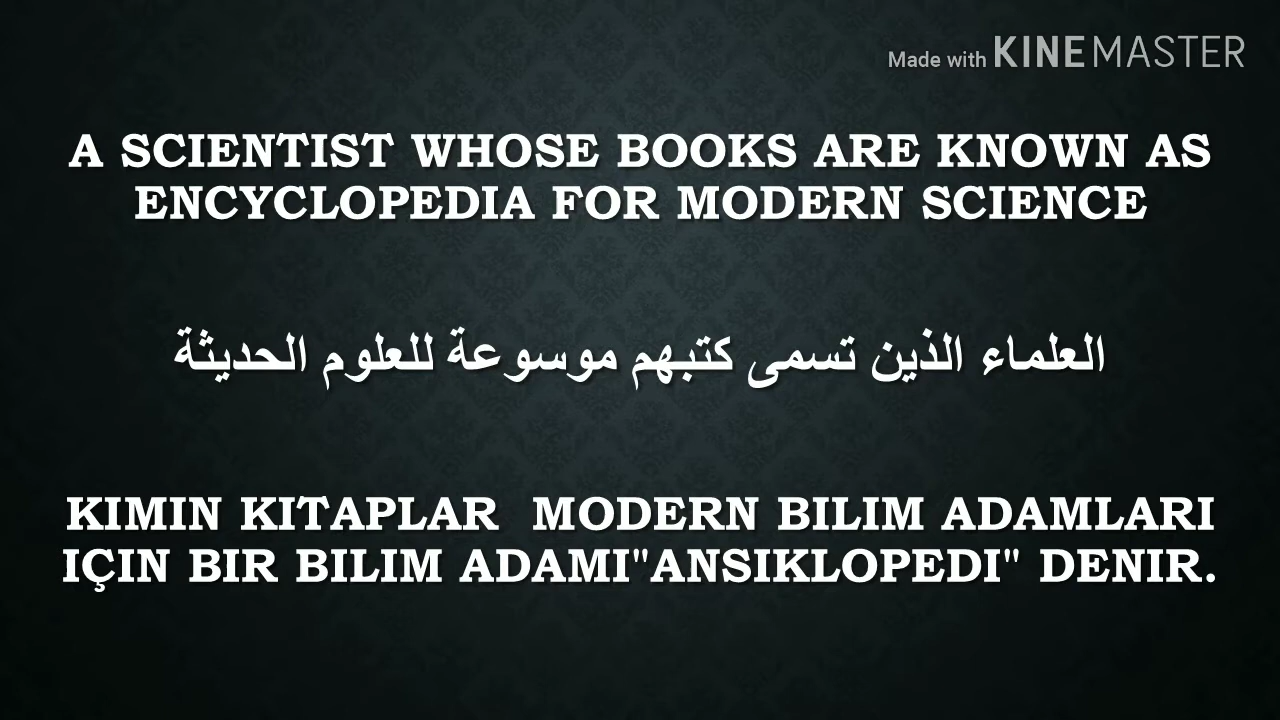 Made with KINEMASTER
A SCIENTIST WHOSE BOOKS ARE KNOWN AS
ENCYCLOPEDIA FOR MODERN SCIENCE
العلماء الذين تسمى كتبهم موسوعة للعلوم الحديثة
KIMIN KITAPLAR MODERN BILIM ADAMLARI
IÇIN BIR BILIM ADAMI"ANSIKLOPEDI" DENIR.